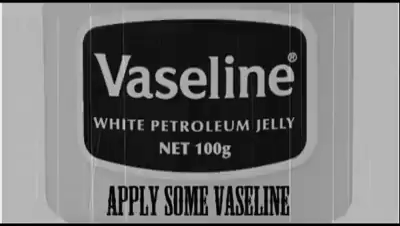 Vaseline®
WHITE PETROLEUM JELLY
NET 100g
APPLY SOME VASELINE